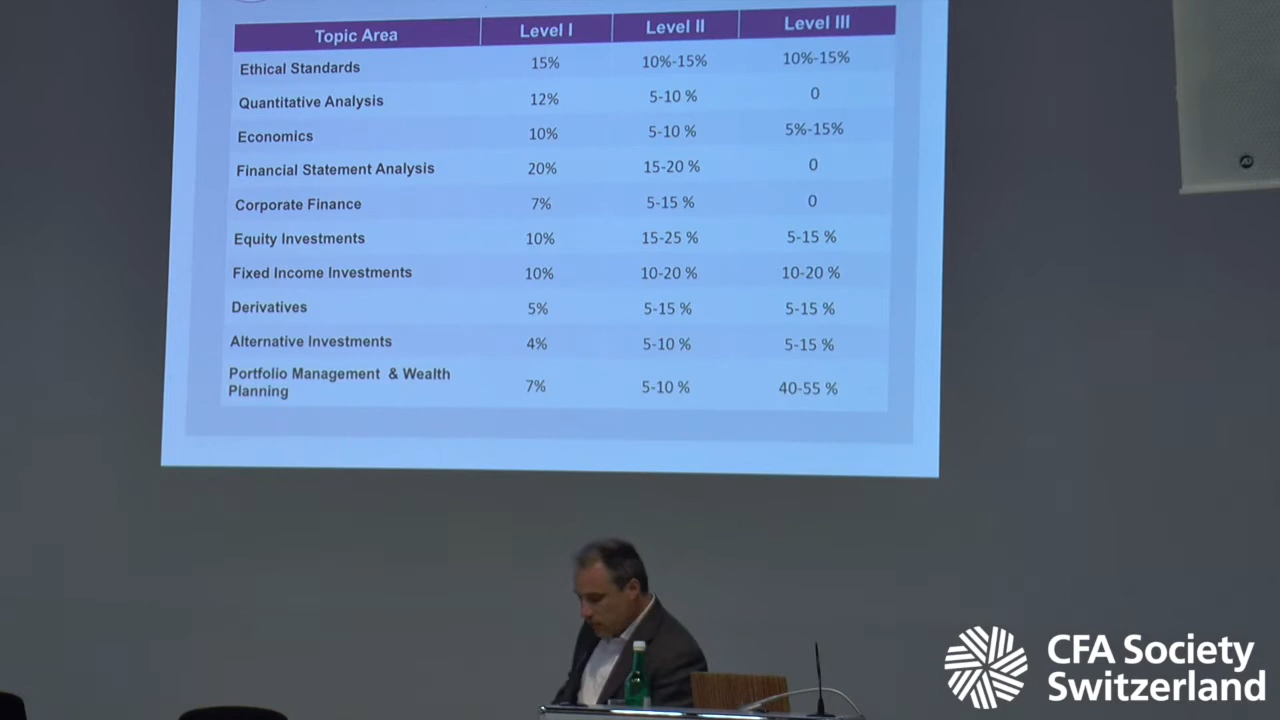 Topic Area Level I Level II Level III
Ethical Standards 15% 10%-15% 10%-15%
Quantitative Analysis 12% 5-10 % 0
Economics 10% 5-10 % 5%-15%
Financial Statement Analysis 20% 15-20 % 0
Corporate Finance 7% 5-15 % 0
Equity Investments 10% 15-25 % 5-15 %
Fixed Income Investments 10% 10-20 % 10-20 %
Derivatives 5% 5-15 % 5-15 %
Alternative Investments 4% 5-10 % 5-15 %
Portfolio Management & Wealth
Planning 7% 5-10 % 40-55 %
CFA Society
Switzerland